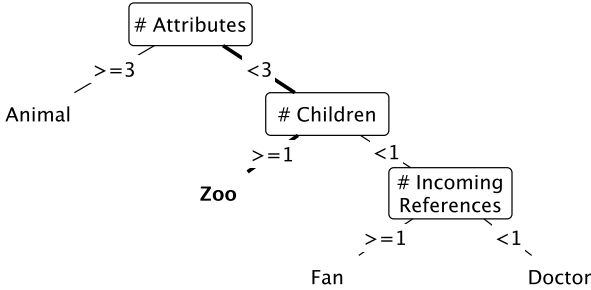 # Attributes
>=3
<3
Animal
# Children
>=1
<1
Zoo
# Incoming
References
>=1
<1
Fan
Doctor